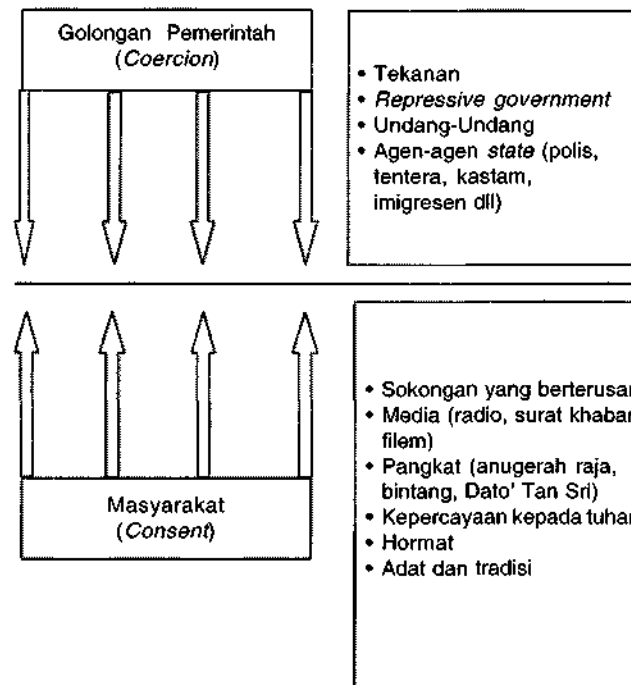 Golongan Pemerintah
(Coercion)
• Tekanan
• Repressive government
• Undang-Undang
• Agen-agen state (polis,
tentera, kastam,
imigresen dll)
• Sokongan yang berterusan
• Media (radio, surat khabar
filem)
• Pangkat (anugerah raja,
bintang, Dato' Tan Sri)
• Kepercayaan kepada tuhan
• Hormat
• Adat dan tradisi
Masyarakat
(Consent)